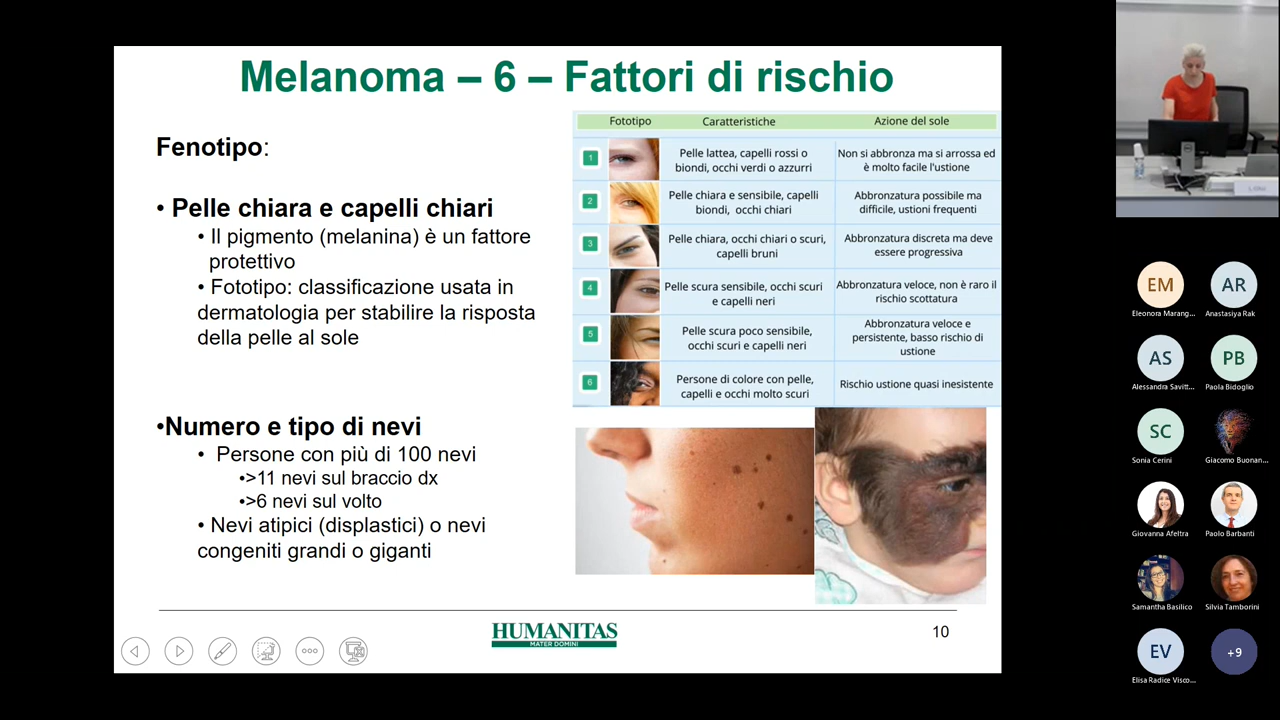 Melanoma – 6 – Fattori di rischio
Fenotipo:
• Pelle chiara e capelli chiari
• Il pigmento (melanina) è un fattore
protettivo
• Fototipo: classificazione usata in
dermatologia per stabilire la risposta
della pelle al sole
•Numero e tipo di nevi
• Persone con più di 100 nevi
•>11 nevi sul braccio dx
•>6 nevi sul volto
• Nevi atipici (displastici) o nevi
congeniti grandi o giganti
Fototipo Caratteristiche Azione del sole
1 Pelle lattea, capelli rossi o Non si abbronza ma si arrossa ed
biondi, occhi verdi o azzurri è molto facile l'ustione
2 Pelle chiara e sensibile, capelli Abbronzatura possibile ma
biondi, occhi chiari difficile, ustioni frequenti
3 Pelle chiara, occhi chiari o scuri, Abbronzatura discreta ma deve
capelli bruni essere progressiva
4 Pelle scura sensibile, occhi scuri Abbronzatura veloce, non è raro il
e capelli neri rischio scottatura
5 Pelle scura poco sensibile, Abbronzatura veloce e
occhi scuri e capelli neri persistente, basso rischio di
ustione
6 Persone di colore con pelle, Rischio ustione quasi inesistente
capelli e occhi molto scuri
HUMANITAS
MATER DOMINI
10
EM AR
Eleonora Marang... Anastasiya Rak
AS PB
Alessandra Savitt... Paola Bidoglio
SC
Sonia Cerini Giacomo Buonan...
Giovanna Afeltra Paolo Barbanti
Samantha Basilico Silvia Tamborini
EV +9
Elisa Radice Visco...